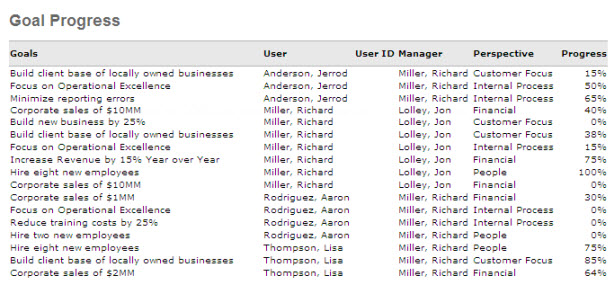 Goal Progress
Goals User User ID Manager Perspective Progress
Build client base of locally owned businesses Anderson, Jerrod Miller, Richard Customer Focus 15%
Focus on Operational Excellence Anderson, Jerrod Miller, Richard Internal Process 50%
Minimize reporting errors Anderson, Jerrod Miller, Richard Internal Process 65%
Corporate sales of $10MM Miller, Richard Lolley, Jon Financial 40%
Build new business by 25% Miller, Richard Lolley, Jon Customer Focus 0%
Build client base of locally owned businesses Miller, Richard Lolley, Jon Customer Focus 38%
Focus on Operational Excellence Miller, Richard Lolley, Jon Internal Process 15%
Increase Revenue by 15% Year over Year Miller, Richard Lolley, Jon Financial 75%
Hire eight new employees Miller, Richard Lolley, Jon People 100%
Corporate sales of $10MM Miller, Richard Lolley, Jon Financial 0%
Corporate sales of $1MM Rodriguez, Aaron Miller, Richard Financial 30%
Focus on Operational Excellence Rodriguez, Aaron Miller, Richard Internal Process 0%
Reduce training costs by 25% Rodriguez, Aaron Miller, Richard Internal Process 0%
Hire two new employees Rodriguez, Aaron Miller, Richard People 0%
Hire eight new employees Thompson, Lisa Miller, Richard People 75%
Build client base of locally owned businesses Thompson, Lisa Miller, Richard Customer Focus 85%
Corporate sales of $2MM Thompson, Lisa Miller, Richard Financial 64%